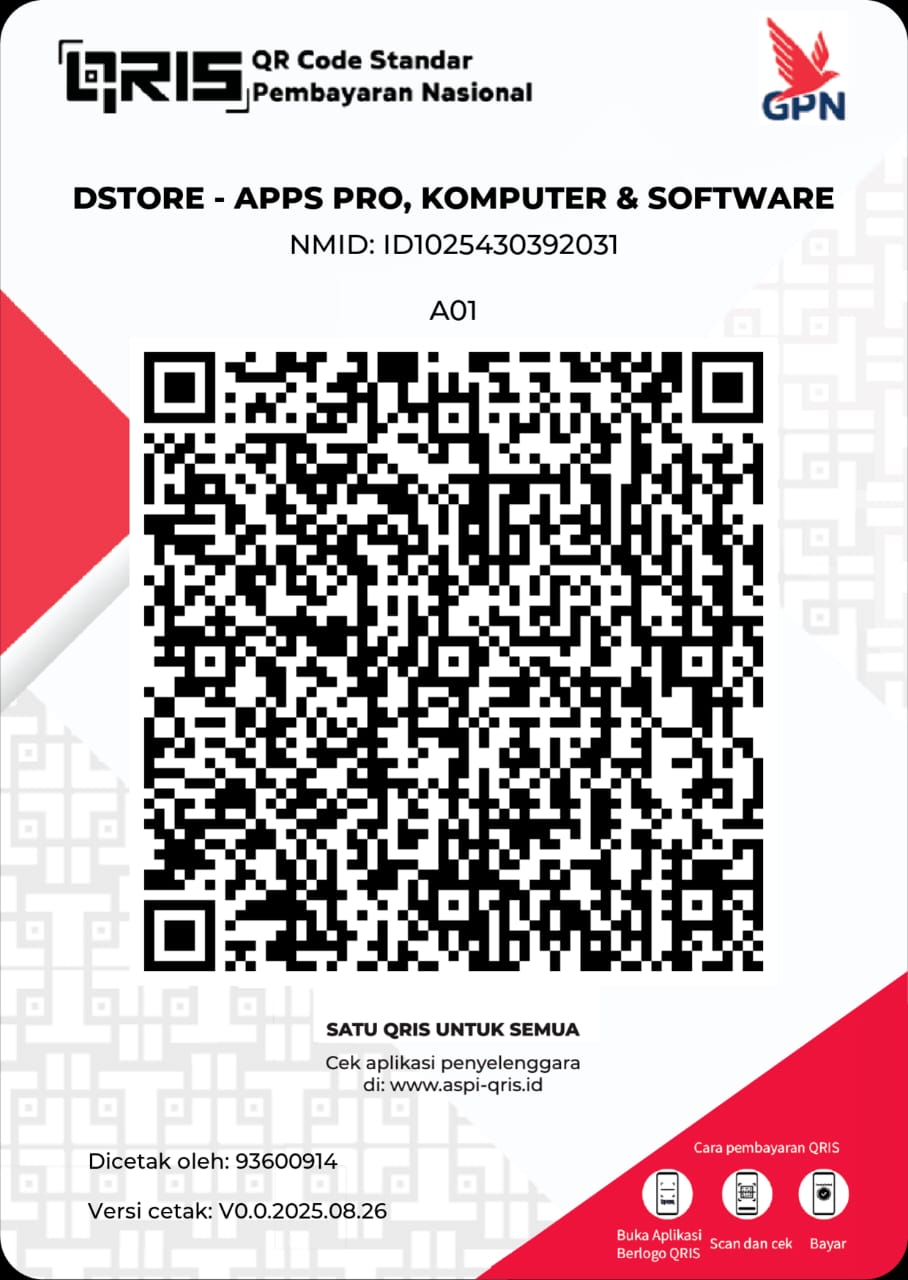 QRIS QR Code Standar
Pembayaran Nasional
GPN
DSTORE - APPS PRO, KOMPUTER & SOFTWARE
NMID: ID1025430392031
A01
SATU QRIS UNTUK SEMUA
Cek aplikasi penyelenggara
di: www.aspi-qris.id
Dicetak oleh: 93600914
Versi cetak: V0.0.2025.08.26
Cara pembayaran QRIS
Buka Aplikasi
Berlogo QRIS
Scan dan cek
Bayar